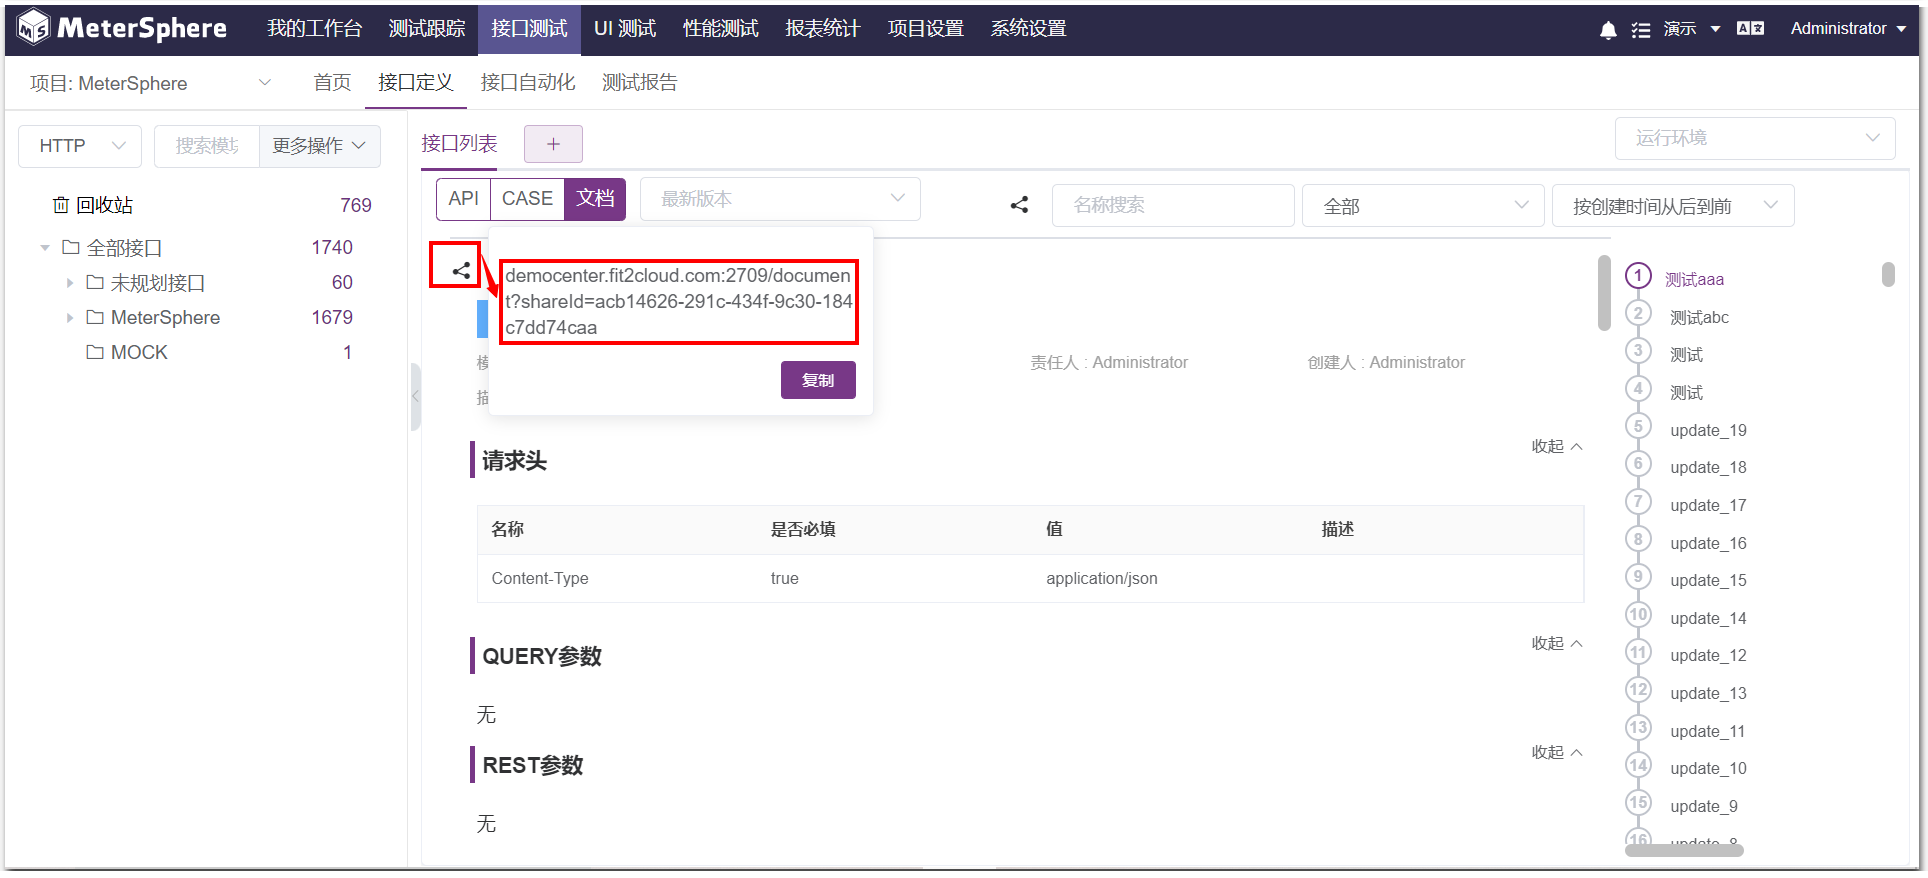 MeterSphere
我的工作台 测试跟踪 接口测试 UI 测试 性能测试 报表统计 项目设置 系统设置
演示 Administrator
项目: MeterSphere
首页 接口定义 接口自动化 测试报告
HTTP
搜索模块
更多操作
回收站 769
全部接口 1740
未规划接口 60
MeterSphere 1679
MOCK 1
接口列表
运行环境
API CASE 文档
最新版本
名称搜索
全部
按创建时间从后到前
democenter.fit2cloud.com:2709/documen
t?shareId=acb14626-291c-434f-9c30-184
c7dd74caa
复制
责任人 : Administrator
创建人 : Administrator
请求头
收起
名称 是否必填 值 描述
Content-Type true application/json
QUERY参数
收起
无
REST参数
收起
无
1 测试aaa
2 测试abc
3 测试
4 测试
5 update_19
6 update_18
7 update_17
8 update_16
9 update_15
10 update_14
11 update_12
12 update_13
13 update_11
14 update_10
15 update_9
16 update_8